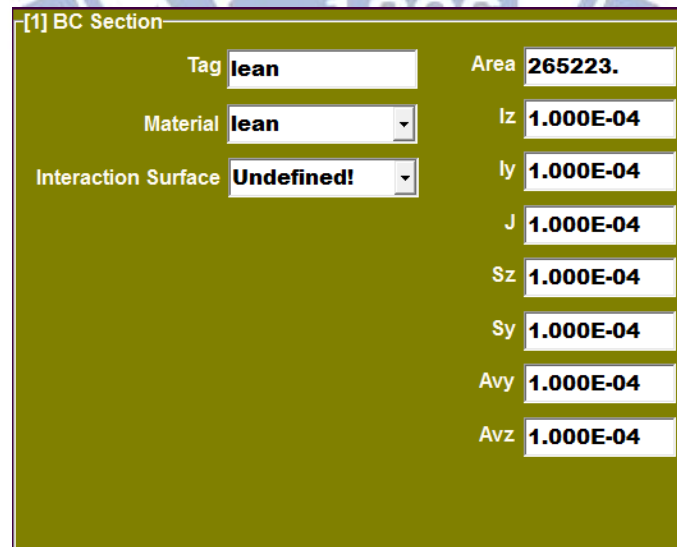 [1] BC Section
Tag lean Area 265223.
Material lean Iz 1.000E-04
Interaction Surface Undefined! Iy 1.000E-04
J 1.000E-04
Sz 1.000E-04
Sy 1.000E-04
Avy 1.000E-04
Avz 1.000E-04